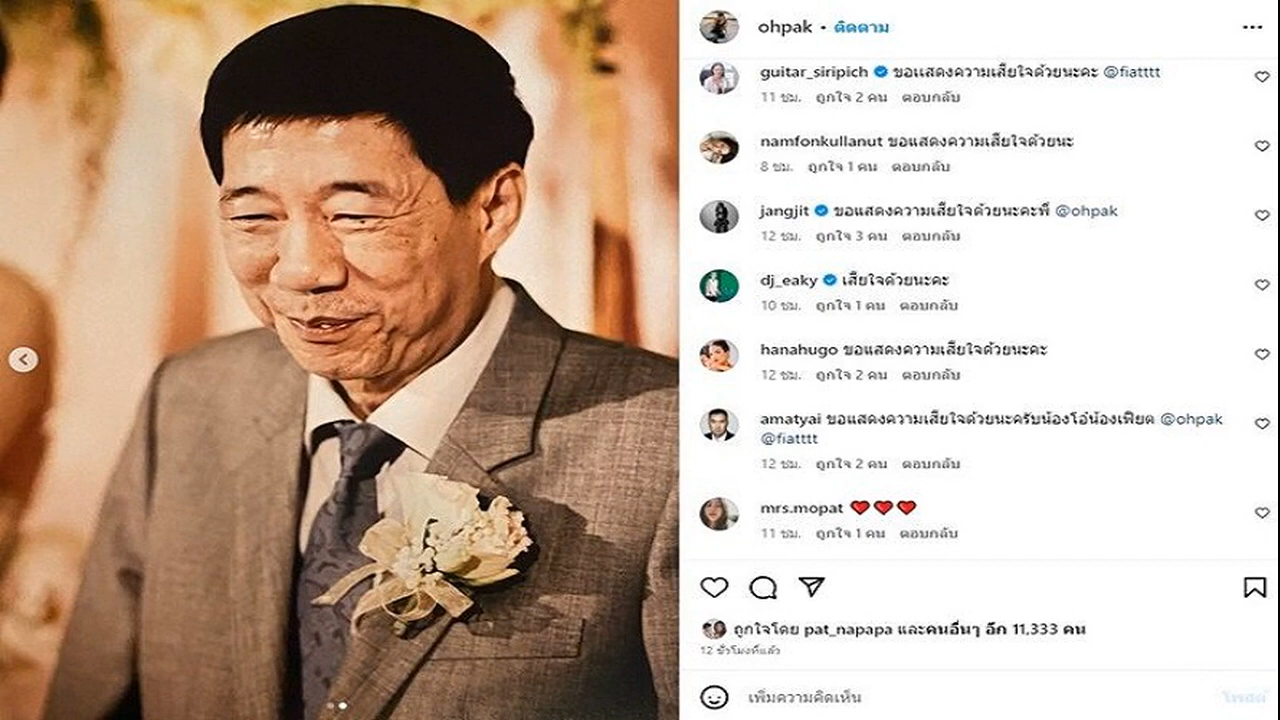 ohpak • ติดตาม
guitar_siripich ขอแสดงความเสียใจด้วยนะคะ @fiatttt
11 ชม. ถูกใจ 2 คน ตอบกลับ
namfonkullanut ขอแสดงความเสียใจด้วยนะ
8 ชม. ถูกใจ 1 คน ตอบกลับ
jangjit ขอแสดงความเสียใจด้วยนะคะพี่ @ohpak
12 ชม. ถูกใจ 3 คน ตอบกลับ
dj_eaky เสียใจด้วยนะคะ
10 ชม. ถูกใจ 1 คน ตอบกลับ
hanahugo ขอแสดงความเสียใจด้วยนะคะ
12 ชม. ถูกใจ 2 คน ตอบกลับ
amatyai ขอแสดงความเสียใจด้วยนะครับน้องโอ๋น้องเฟียต @ohpak
@fiatttt
12 ชม. ถูกใจ 2 คน ตอบกลับ
mrs.mopat ❤️❤️❤️
11 ชม. ถูกใจ 1 คน ตอบกลับ
ถูกใจโดย pat_napapa และคนอื่นๆ อีก 11,333 คน
12 ชั่วโมงที่แล้ว
เพิ่มความคิดเห็น
โพสต์